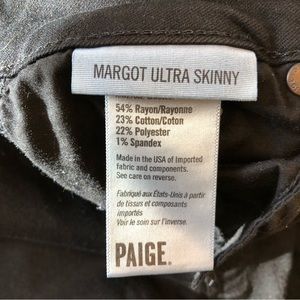 MARGOT ULTRA SKINNY
54% Rayon/Rayonne
23% Cotton/Coton
22% Polyester
1% Spandex
Made in the USA of Imported
fabric and components.
See care on reverse.
Fabriqué aux États-Unis à partir
de tissus et composants
importés
Voir le soin sur l'inverse.
PAIGE®